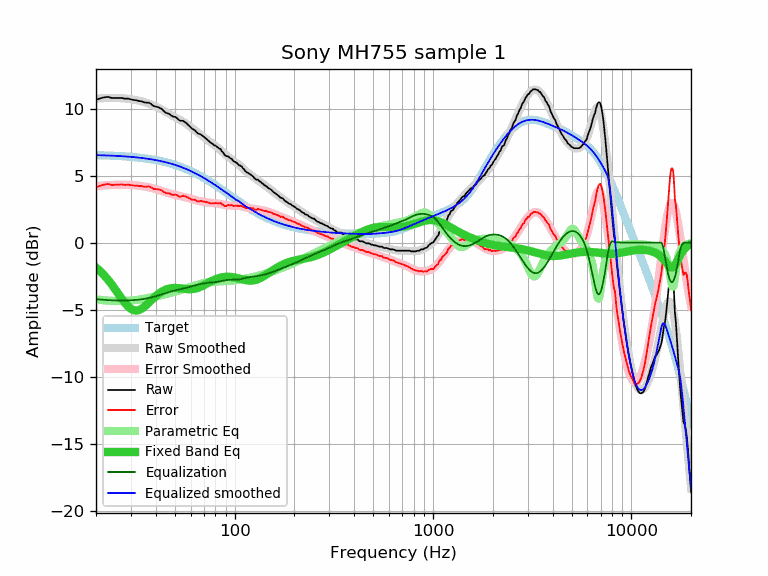 Sony MH755 sample 1
Amplitude (dBr)
10
5
0
−5
−10
−15
−20
Target
Raw Smoothed
Error Smoothed
Raw
Error
Parametric Eq
Fixed Band Eq
Equalization
Equalized smoothed
100
1000
10000
Frequency (Hz)